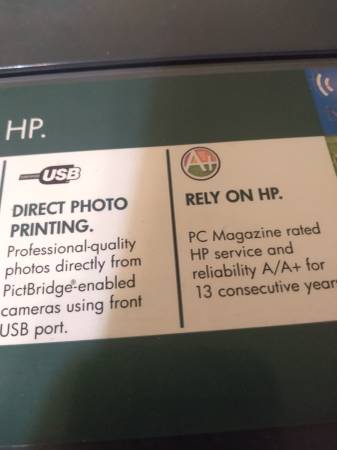 HP.
USB
DIRECT PHOTO
PRINTING.
Professional-quality
photos directly from
PictBridge®-enabled
cameras using front
USB port.
A+
RELY ON HP.
PC Magazine rated
HP service and
reliability A/A+ for
13 consecutive year